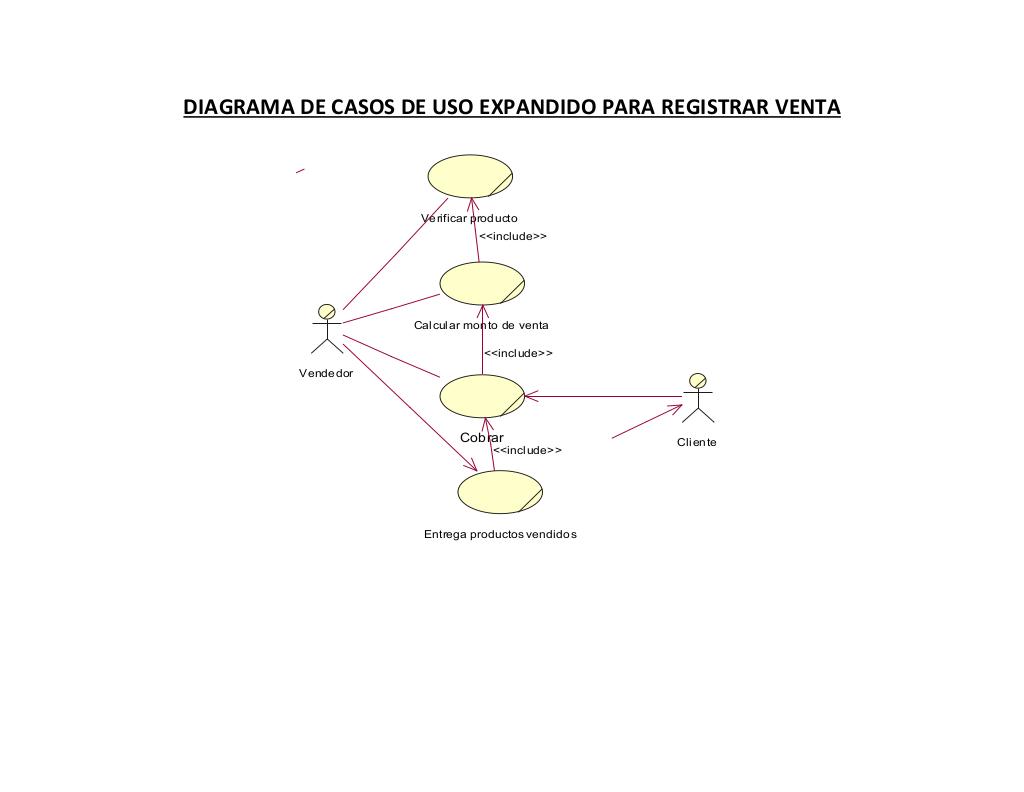 DIAGRAMA DE CASOS DE USO EXPANDIDO PARA REGISTRAR VENTA
Verificar producto
<<include>>
Calcular monto de venta
<<include>>
Vendedor
Cobrar
<<include>>
Cliente
Entrega productos vendidos